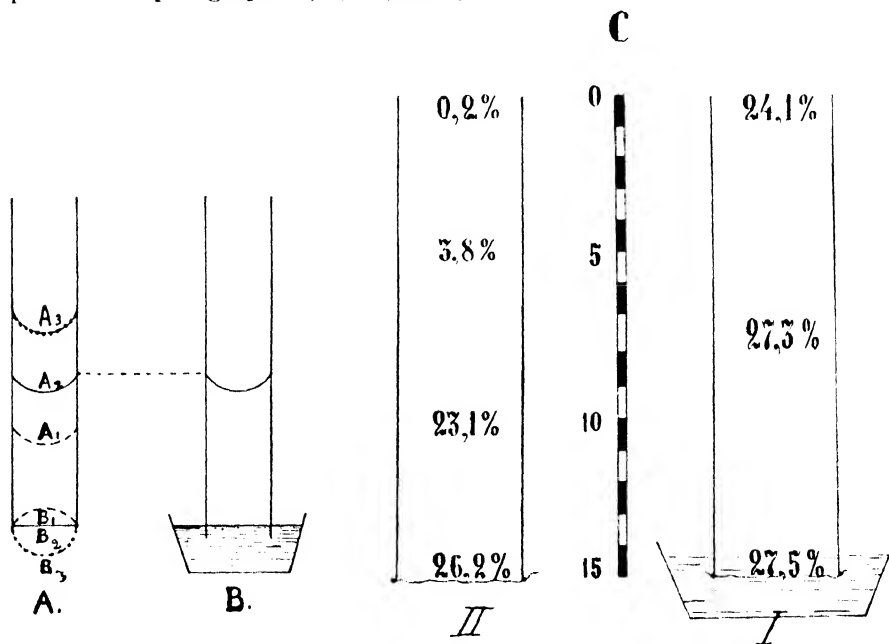 C
0,2%
0
24,1%
3,8%
5
A3
27,3%
A2
A1
23,1%
10
B1
B2
B3
26,2%
15
27,5%
A.
B.
II
I